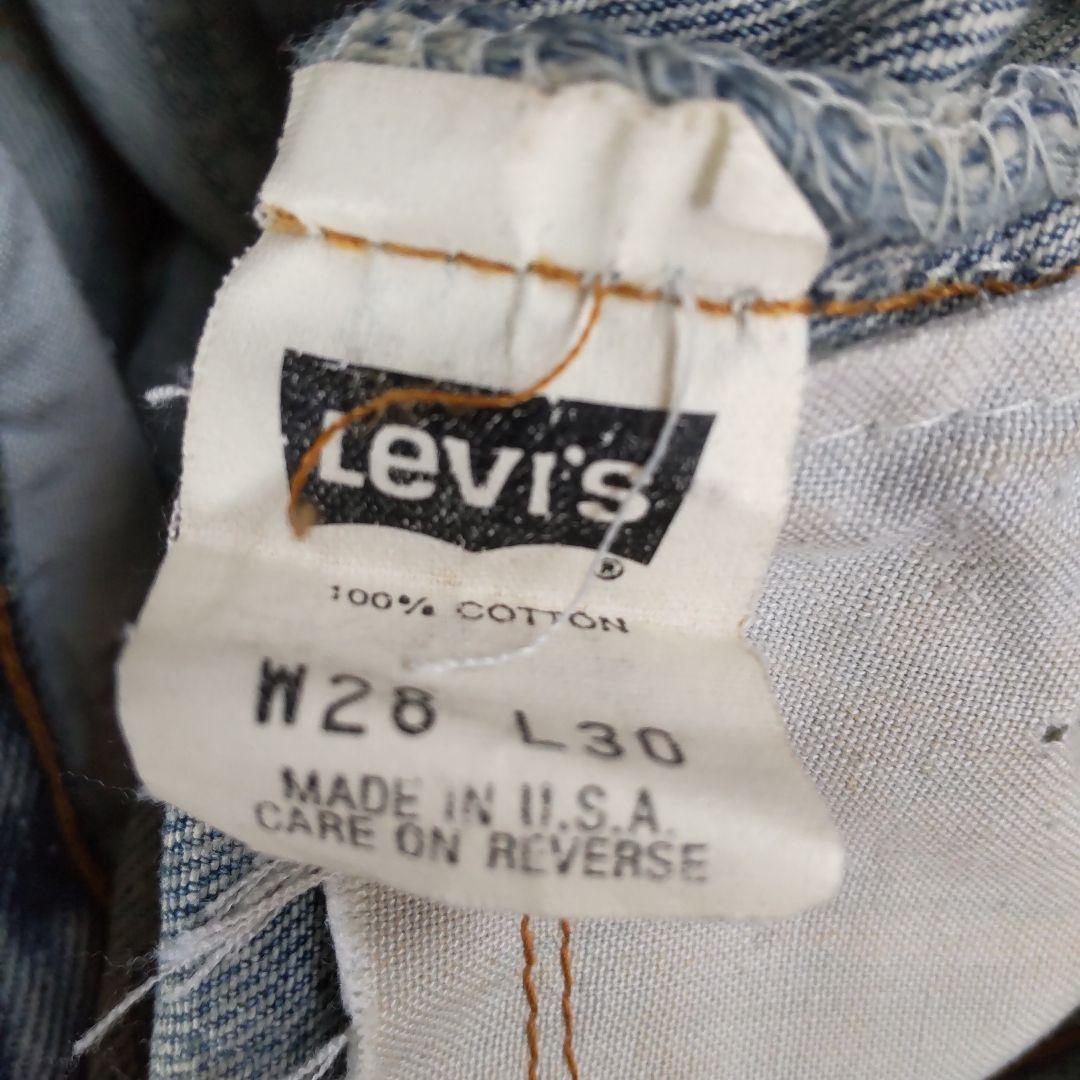 Levi's
®
100% COTTON
W28 L30
MADE IN U.S.A.
CARE ON REVERSE